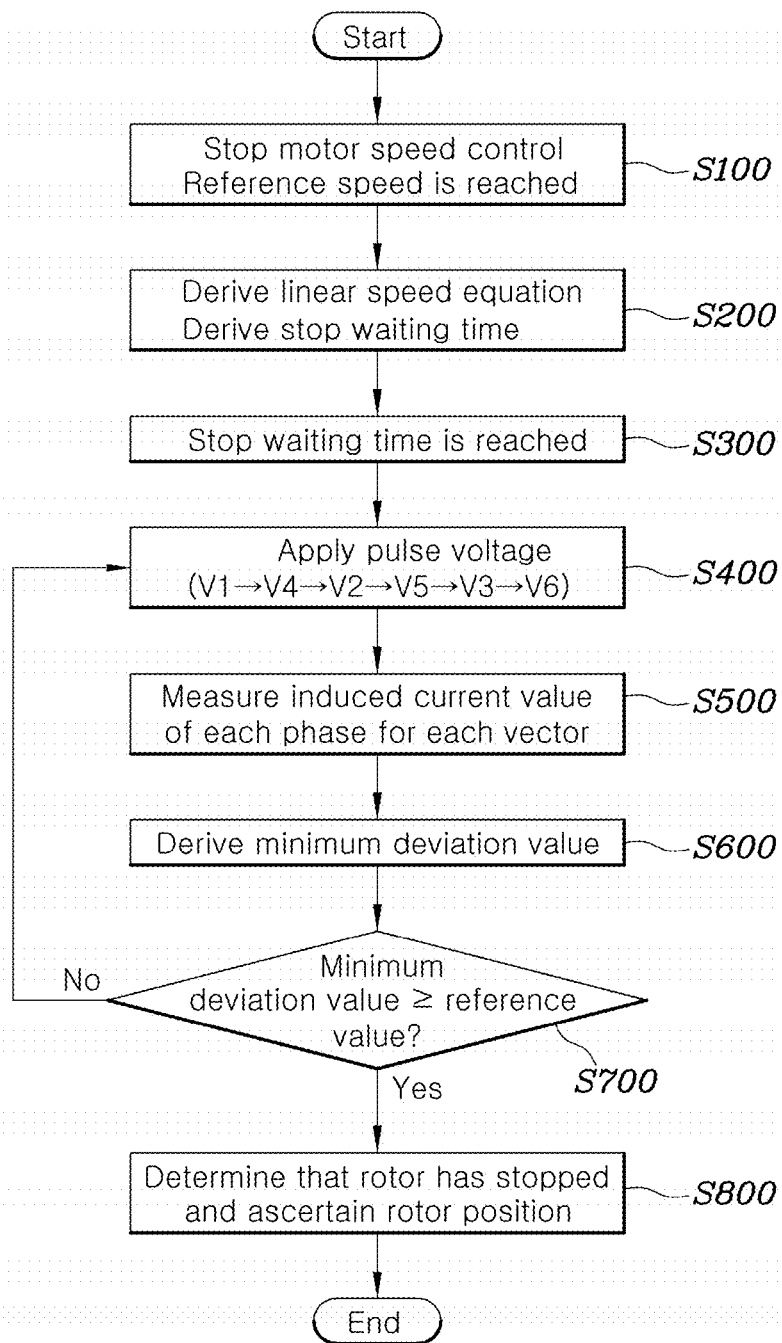 Start
Stop motor speed control
Reference speed is reached
S100
Derive linear speed equation
Derive stop waiting time
S200
Stop waiting time is reached
S300
Apply pulse voltage
(V1→V4→V2→V5→V3→V6)
S400
Measure induced current value
of each phase for each vector
S500
Derive minimum deviation value
S600
Minimum
deviation value ≥ reference
value?
S700
No
Yes
Determine that rotor has stopped
and ascertain rotor position
S800
End